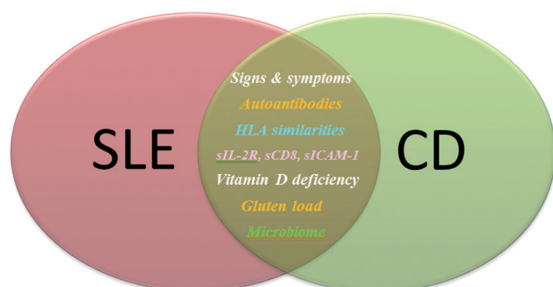 SLE
Signs & symptoms
Autoantibodies
HLA similarities
sIL-2R, sCD8, sICAM-1
Vitamin D deficiency
Gluten load
Microbiome
CD